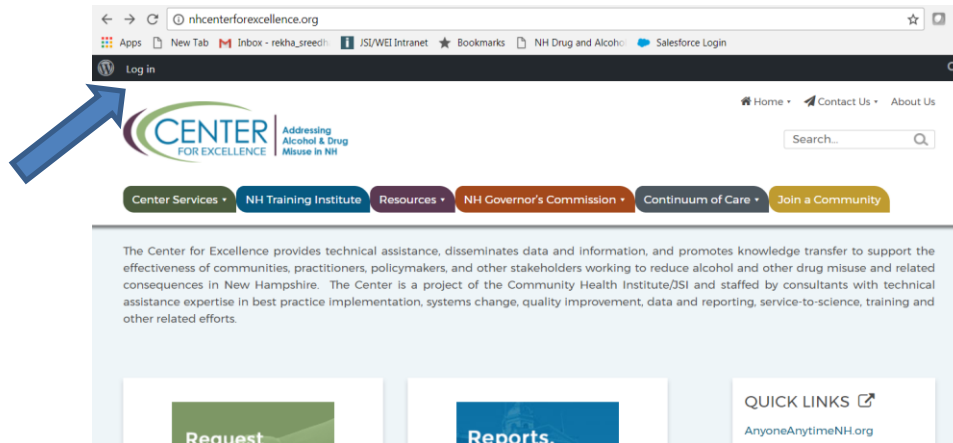 nhcenterforexcellence.org
Apps New Tab Inbox - rekha_sreedh JSI/WEI Intranet Bookmarks NH Drug and Alcoho Salesforce Login
Log in
Home Contact Us About Us
CENTER
FOR EXCELLENCE
Addressing
Alcohol & Drug
Misuse in NH
Search...
Center Services NH Training Institute Resources NH Governor's Commission Continuum of Care Join a Community
The Center for Excellence provides technical assistance, disseminates data and information, and promotes knowledge transfer to support the
effectiveness of communities, practitioners, policymakers, and other stakeholders working to reduce alcohol and other drug misuse and related
consequences in New Hampshire. The Center is a project of the Community Health Institute/JSI and staffed by consultants with technical
assistance expertise in best practice implementation, systems change, quality improvement, data and reporting, service-to-science, training and
other related efforts.
Request
Reports,
QUICK LINKS
AnyoneAnytimeNH.org